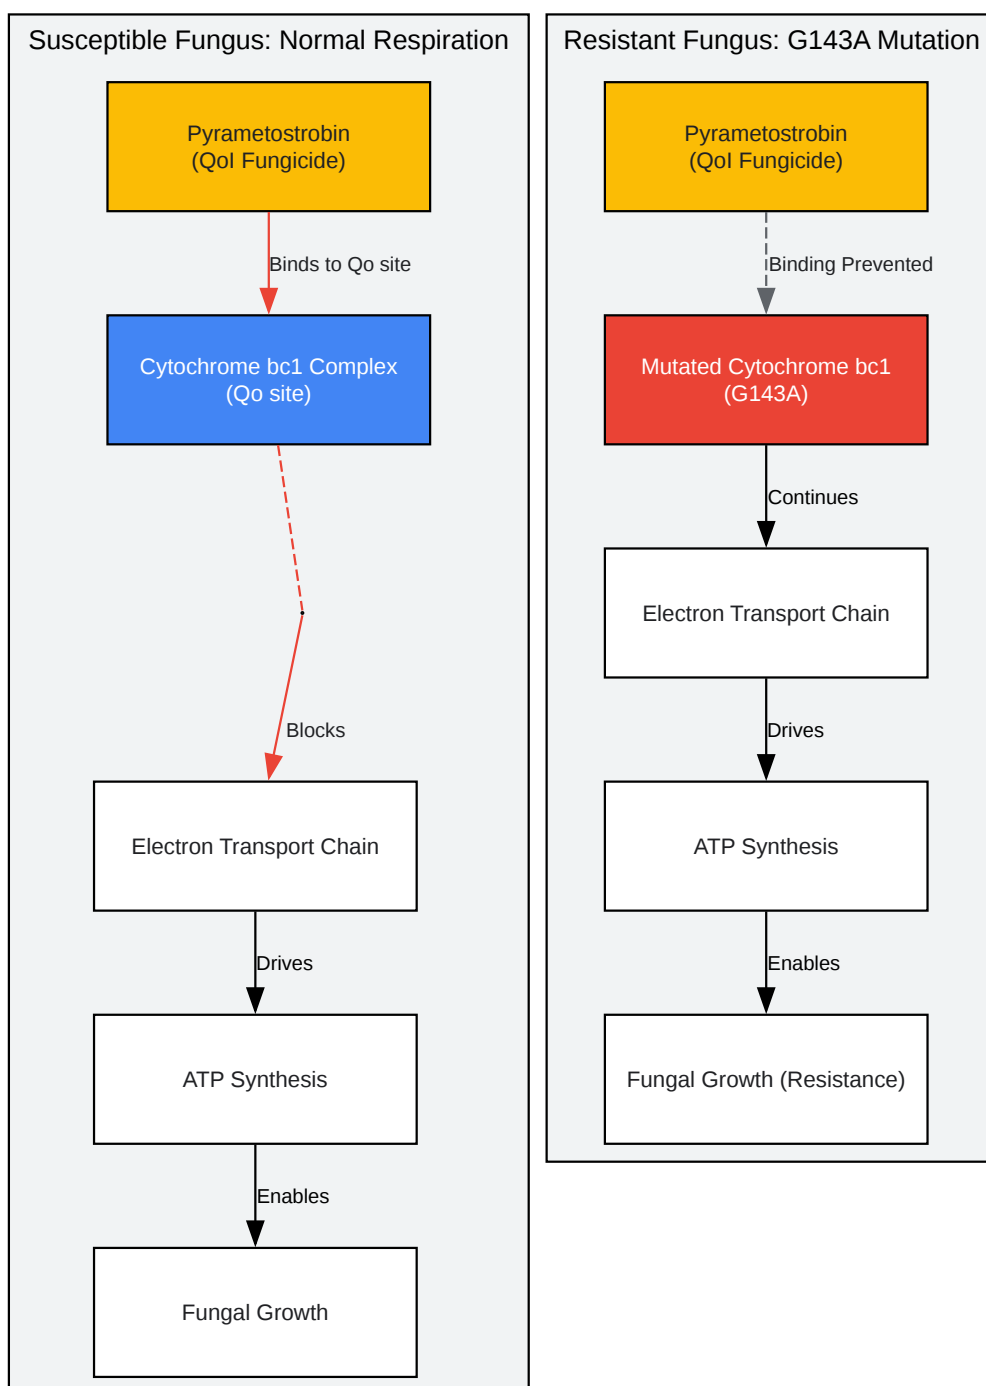 Susceptible Fungus: Normal Respiration
Pyrametostrobin
(QoI Fungicide)
Binds to Qo site
Cytochrome bc1 Complex
(Qo site)
Blocks
Electron Transport Chain
Drives
ATP Synthesis
Enables
Fungal Growth
Resistant Fungus: G143A Mutation
Pyrametostrobin
(QoI Fungicide)
Binding Prevented
Mutated Cytochrome bc1
(G143A)
Continues
Electron Transport Chain
Drives
ATP Synthesis
Enables
Fungal Growth (Resistance)